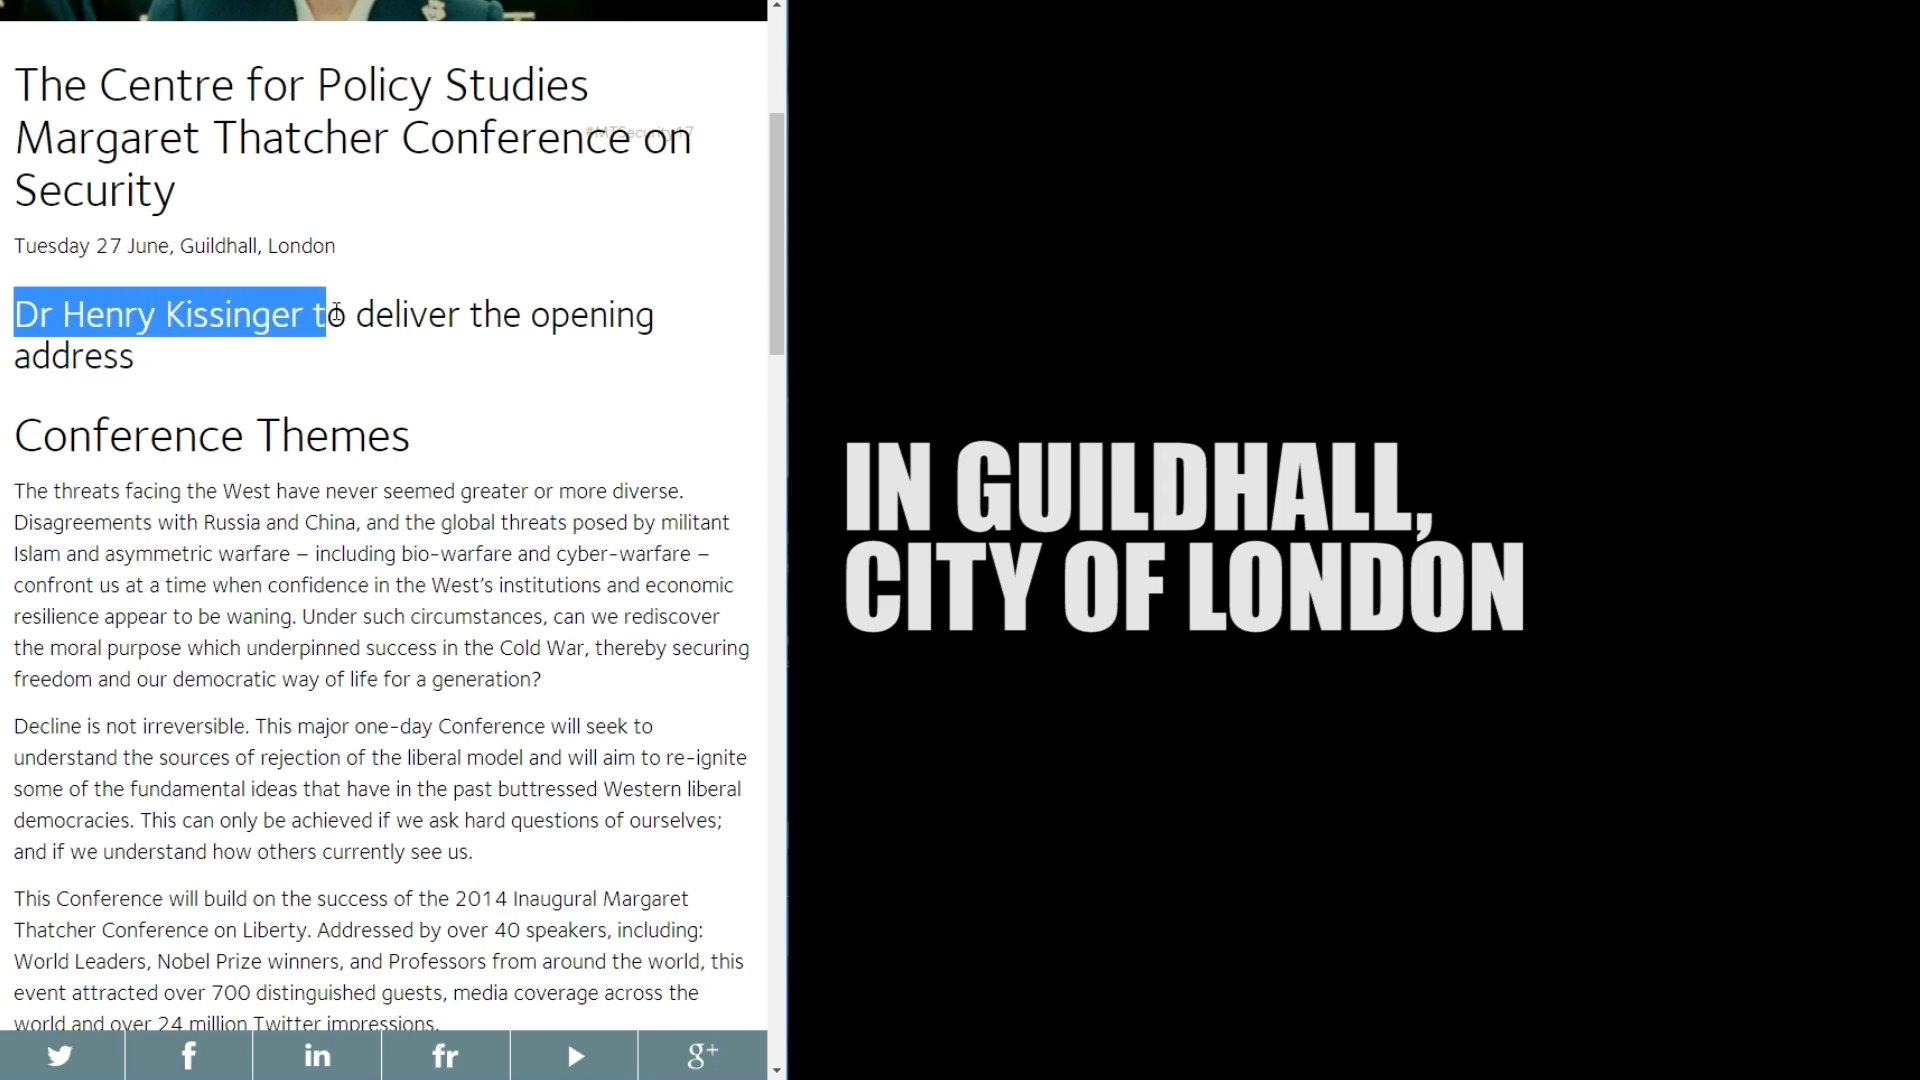 The Centre for Policy Studies
Margaret Thatcher Conference on
Security
#MTSecurity17
Tuesday 27 June, Guildhall, London
Dr Henry Kissinger to deliver the opening
address
Conference Themes
The threats facing the West have never seemed greater or more diverse.
Disagreements with Russia and China, and the global threats posed by militant
Islam and asymmetric warfare – including bio-warfare and cyber-warfare –
confront us at a time when confidence in the West's institutions and economic
resilience appear to be waning. Under such circumstances, can we rediscover
the moral purpose which underpinned success in the Cold War, thereby securing
freedom and our democratic way of life for a generation?
Decline is not irreversible. This major one-day Conference will seek to
understand the sources of rejection of the liberal model and will aim to re-ignite
some of the fundamental ideas that have in the past buttressed Western liberal
democracies. This can only be achieved if we ask hard questions of ourselves;
and if we understand how others currently see us.
This Conference will build on the success of the 2014 Inaugural Margaret
Thatcher Conference on Liberty. Addressed by over 40 speakers, including:
World Leaders, Nobel Prize winners, and Professors from around the world, this
event attracted over 700 distinguished guests, media coverage across the
world and over 24 million Twitter impressions.
f in fr g+
IN GUILDHALL,
CITY OF LONDON